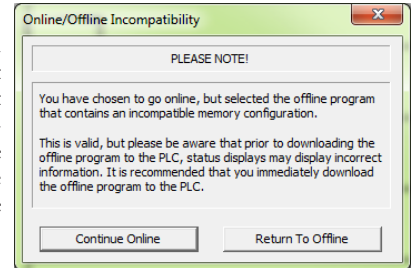 Online/Offline Incompatibility
PLEASE NOTE!
You have chosen to go online, but selected the offline program
that contains an incompatible memory configuration.
This is valid, but please be aware that prior to downloading the
offline program to the PLC, status displays may display incorrect
information. It is recommended that you immediately download
the offline program to the PLC.
Continue Online
Return To Offline